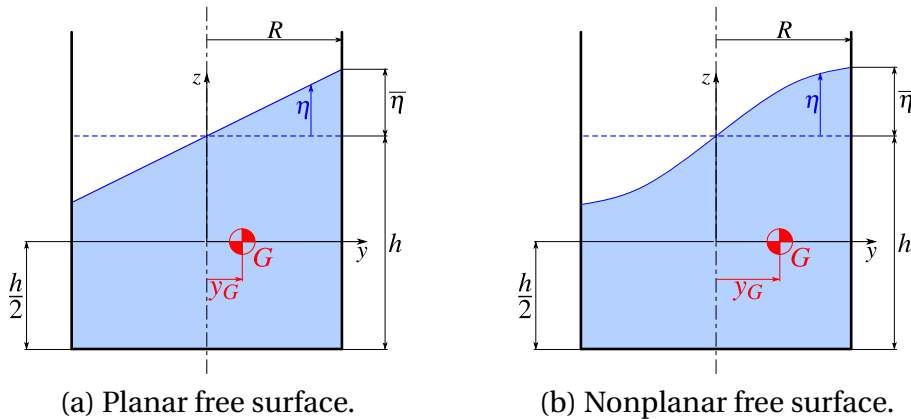 R
z
η
η̅
h
y
G
y_G
h/2
(a) Planar free surface.
R
z
η
η̅
h
y
G
y_G
h/2
(b) Nonplanar free surface.